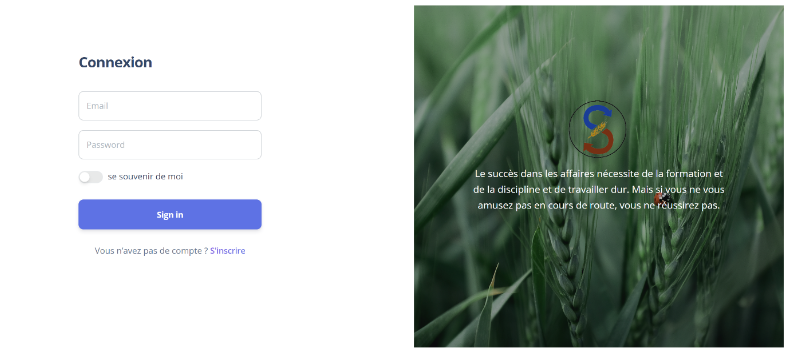 Connexion
Email
Password
se souvenir de moi
Sign in
Vous n'avez pas de compte ? S'inscrire
Le succès dans les affaires nécessite de la formation et
de la discipline et de travailler dur. Mais si vous ne vous
amusez pas en cours de route, vous ne réussirez pas.